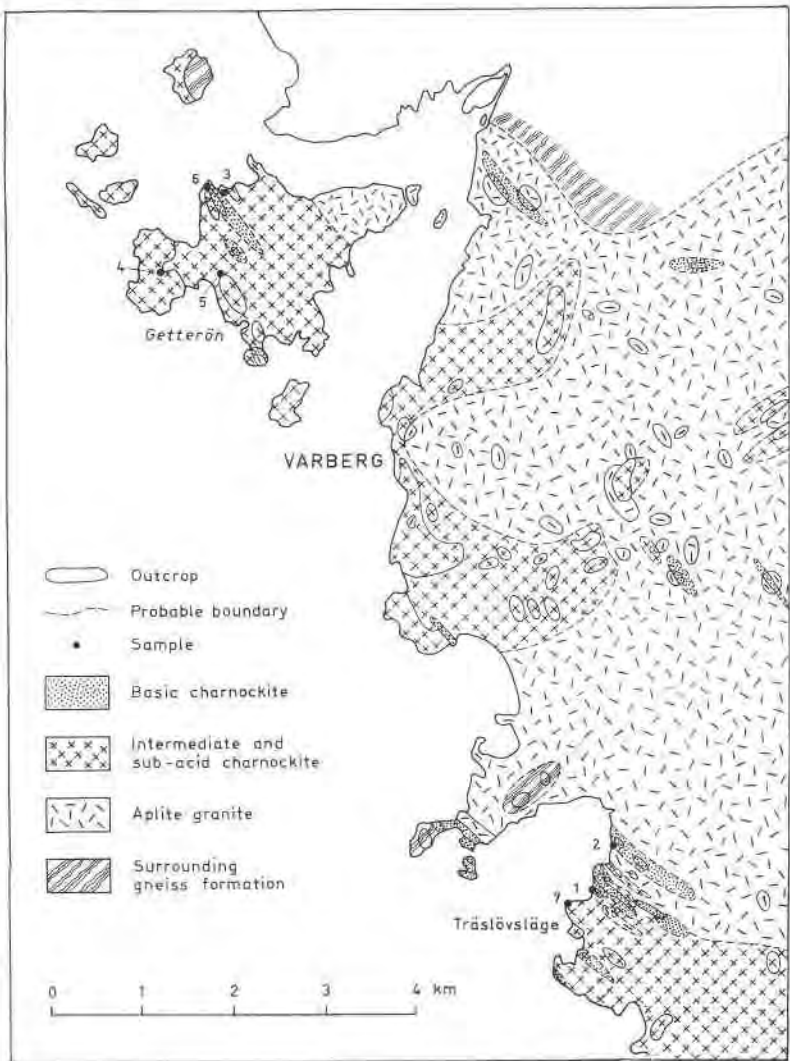 6
3
4
5
Getterön
VARBERG
Outcrop
Probable boundary
Sample
Basic charnockite
Intermediate and
sub-acid charnockite
Aplite granite
Surrounding
gneiss formation
2
1
Träslövsläge
0 1 2 3 4 km